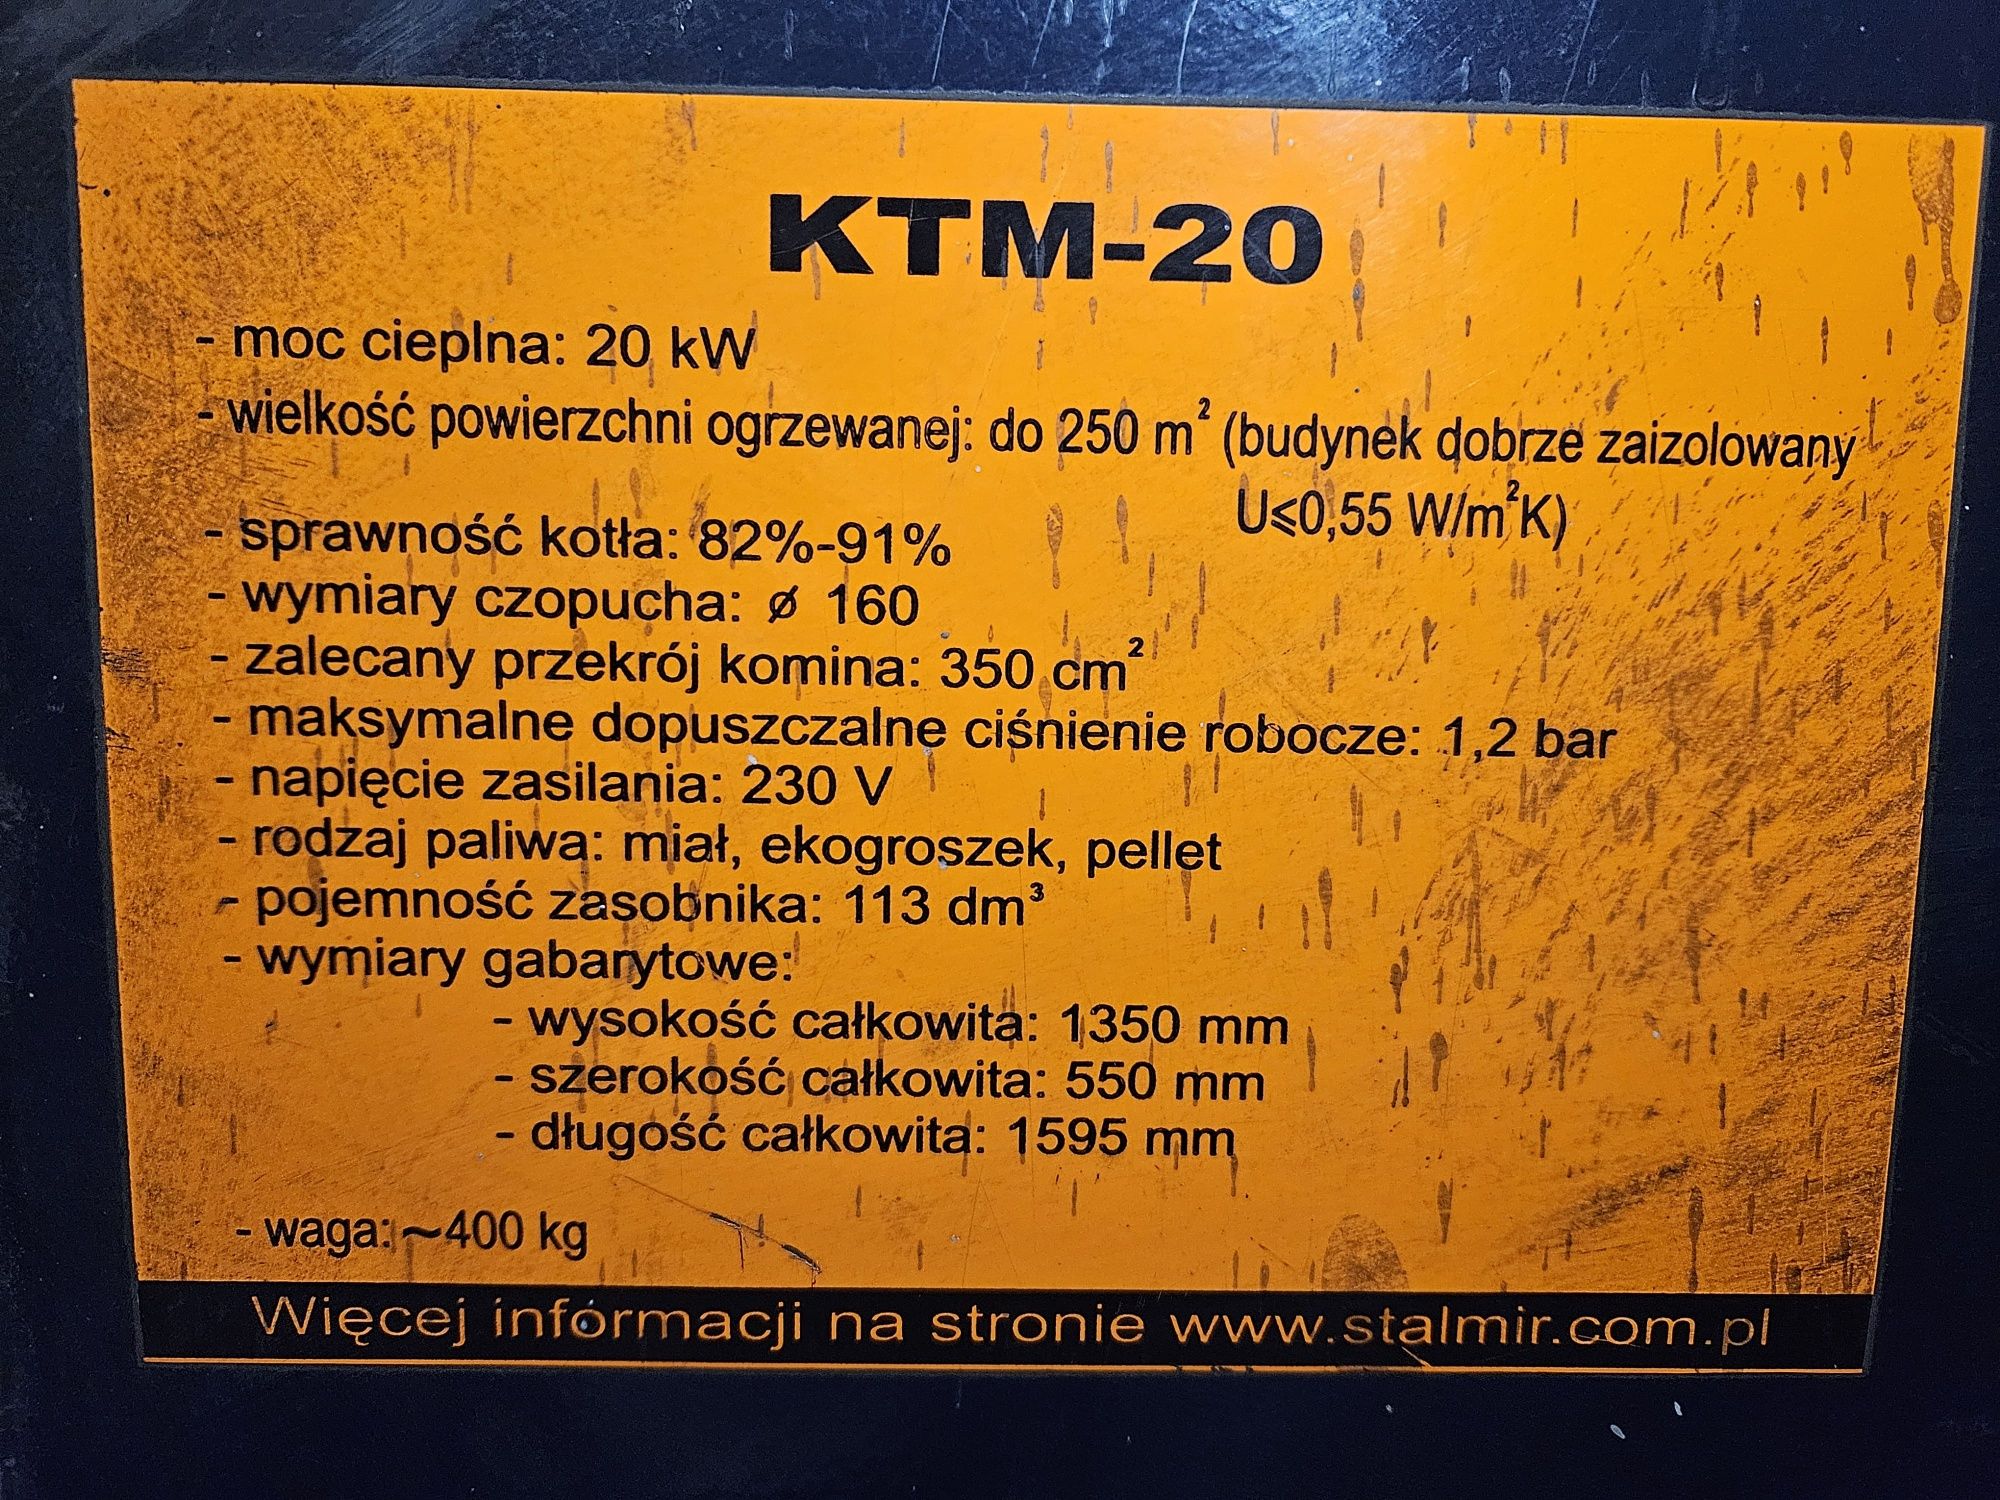 KTM-20
- moc cieplna: 20 kW
- wielkość powierzchni ogrzewanej: do 250 m² (budynek dobrze zaizolowany
U⩽0,55 W/m²K)
- sprawność kotła: 82%-91%
- wymiary czopucha: ø 160
- zalecany przekrój komina: 350 cm²
- maksymalne dopuszczalne ciśnienie robocze: 1,2 bar
- napięcie zasilania: 230 V
- rodzaj paliwa: miał, ekogroszek, pellet
- pojemność zasobnika: 113 dm³
- wymiary gabarytowe:
- wysokość całkowita: 1350 mm
- szerokość całkowita: 550 mm
- długość całkowita: 1595 mm
- waga: ~400 kg
Więcej informacji na stronie www.stalmir.com.pl